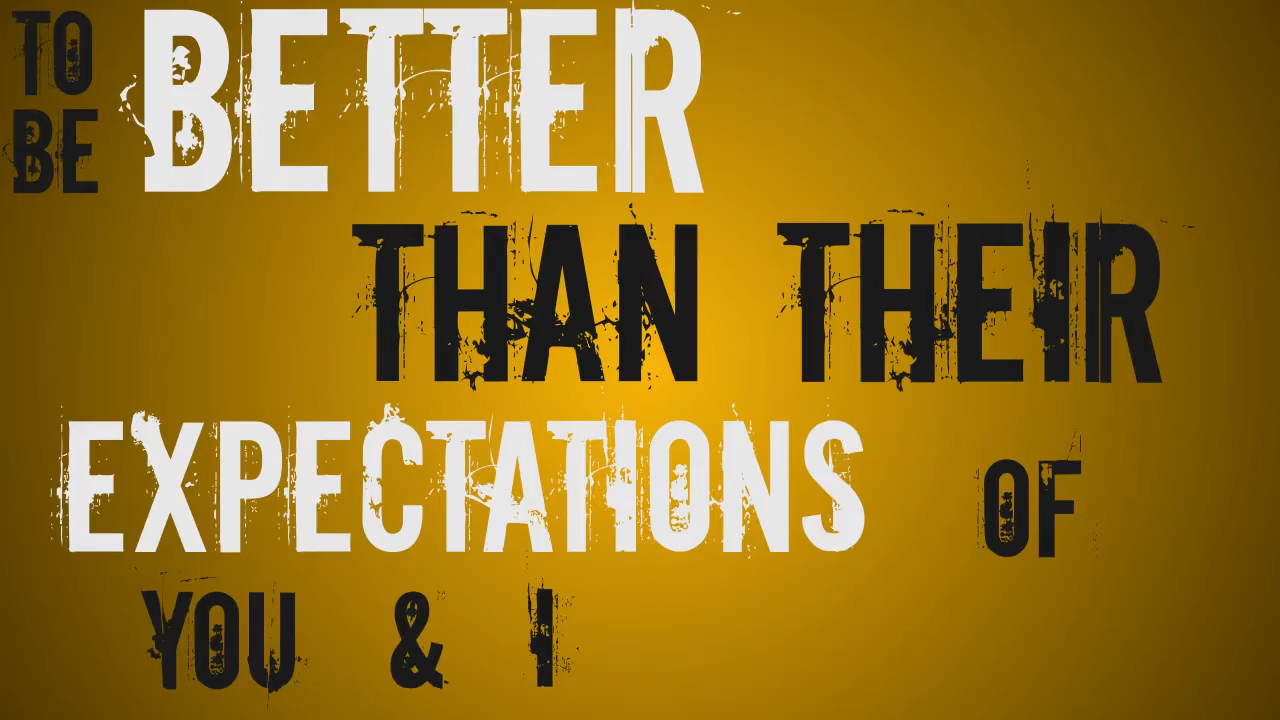 TO
BE BETTER
THAN THEIR
EXPECTATIONS OF
YOU & I